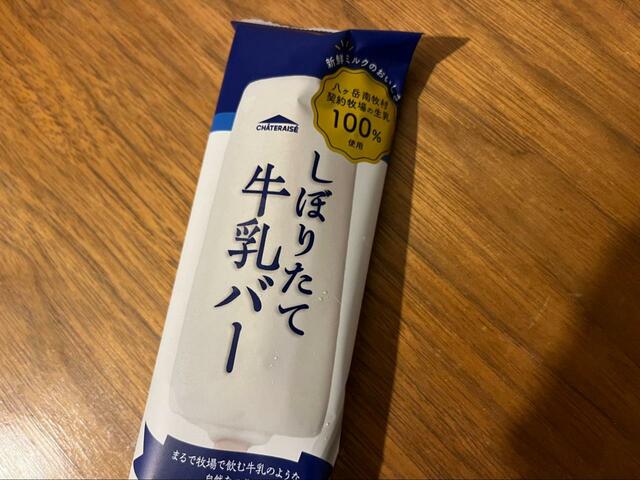 新鮮ミルクのおいしさ
八ヶ岳南牧村
契約牧場の生乳
100%
使用
CHÂTERAISÉ
しぼりたて
牛乳バー
まるで牧場で飲む牛乳のような